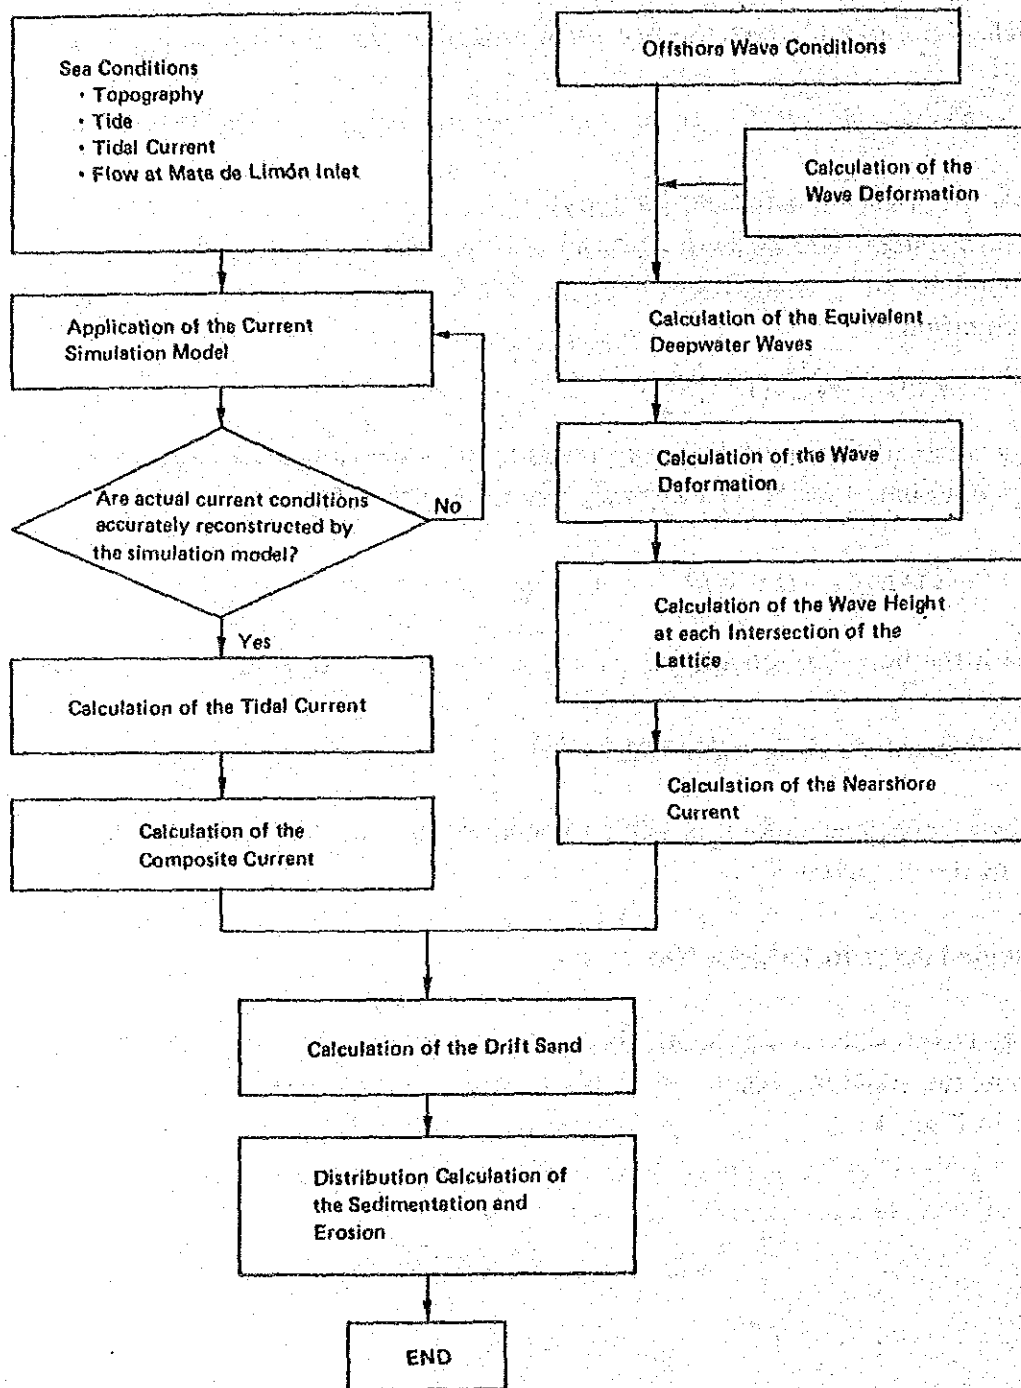 Sea Conditions
• Topography
• Tide
• Tidal Current
• Flow at Mata de Limón Inlet
Application of the Current
Simulation Model
Are actual current conditions
accurately reconstructed by
the simulation model?
No
Yes
Calculation of the Tidal Current
Calculation of the
Composite Current
Offshore Wave Conditions
Calculation of the
Wave Deformation
Calculation of the Equivalent
Deepwater Waves
Calculation of the Wave
Deformation
Calculation of the Wave Height
at each Intersection of the
Lattice
Calculation of the Nearshore
Current
Calculation of the Drift Sand
Distribution Calculation of
the Sedimentation and
Erosion
END